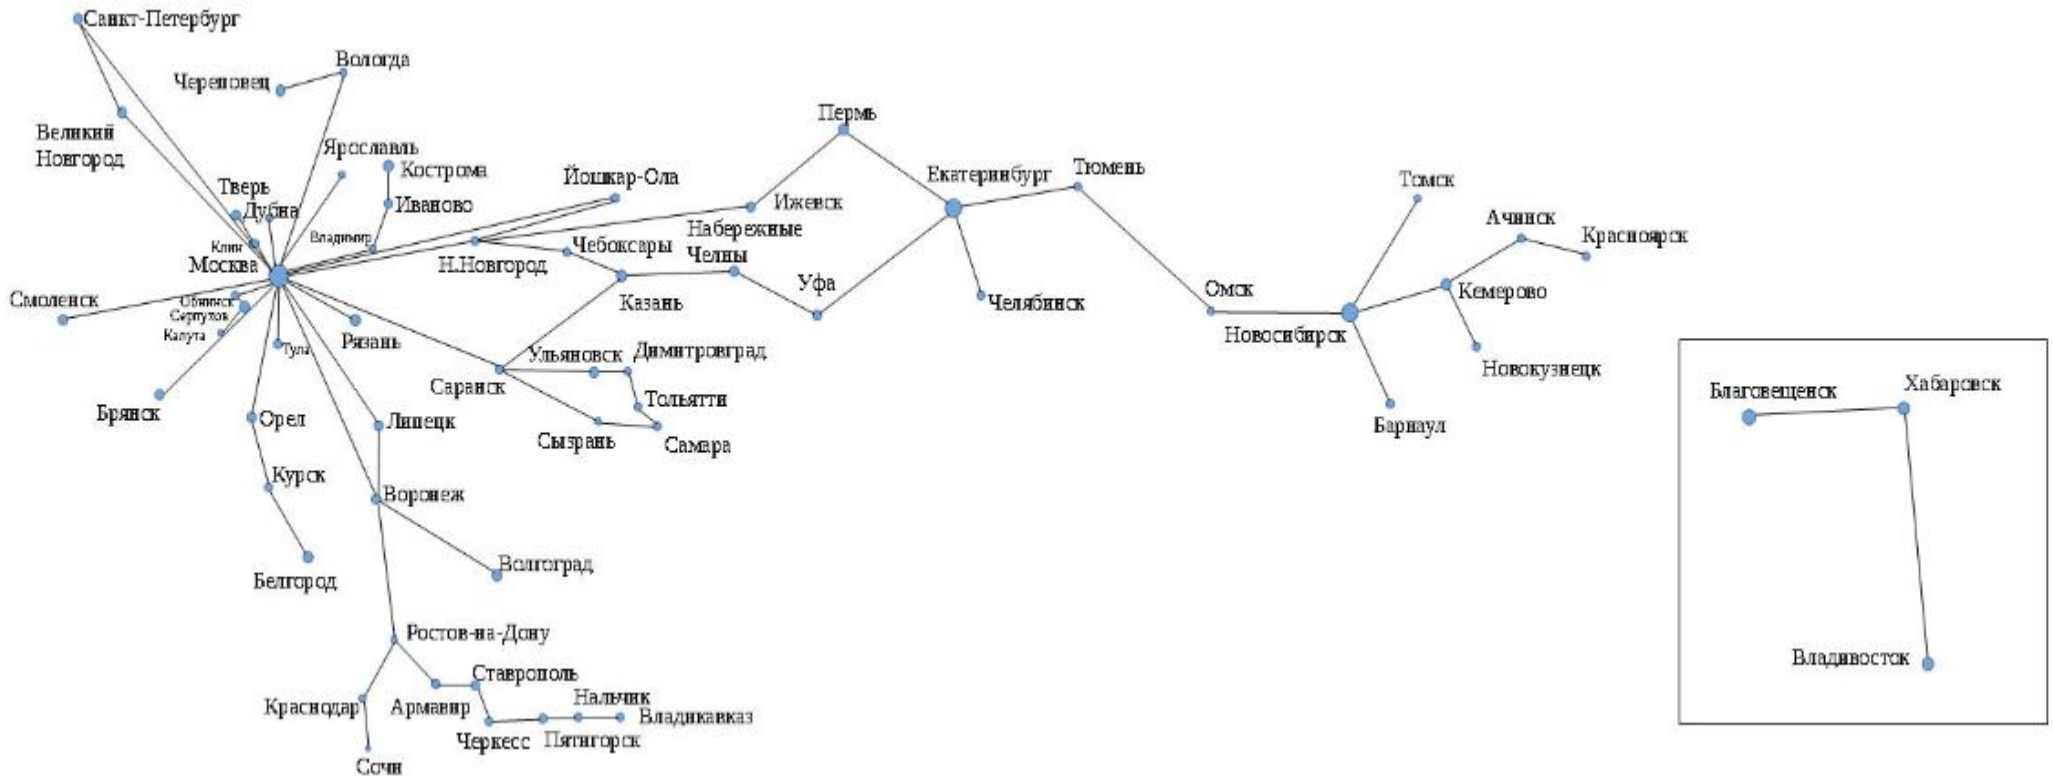 Санкт-Петербург
Вологда
Череповец
Великий
Новгород
Ярославль
Кострома
Тверь
Дубна
Иваново
Владимир
Клин
Москва
Йошкар-Ола
Пермь
Ижевск
Екатеринбург
Тюмень
Набережные
Челны
Чебоксары
Н.Новгород
Казань
Уфа
Челябинск
Томск
Ачинск
Красноярск
Омск
Кемерово
Новосибирск
Новокузнецк
Барнаул
Смоленск
Обнинск
Серпухов
Калуга
Тула
Рязань
Брянск
Орел
Липецк
Саранск
Ульяновск
Димитровград
Тольятти
Сызрань
Самара
Курск
Воронеж
Белгород
Волгоград
Ростов-на-Дону
Ставрополь
Краснодар
Армавир
Нальчик
Владикавказ
Черкесс
Пятигорск
Сочи
Благовещенск
Хабаровск
Владивосток